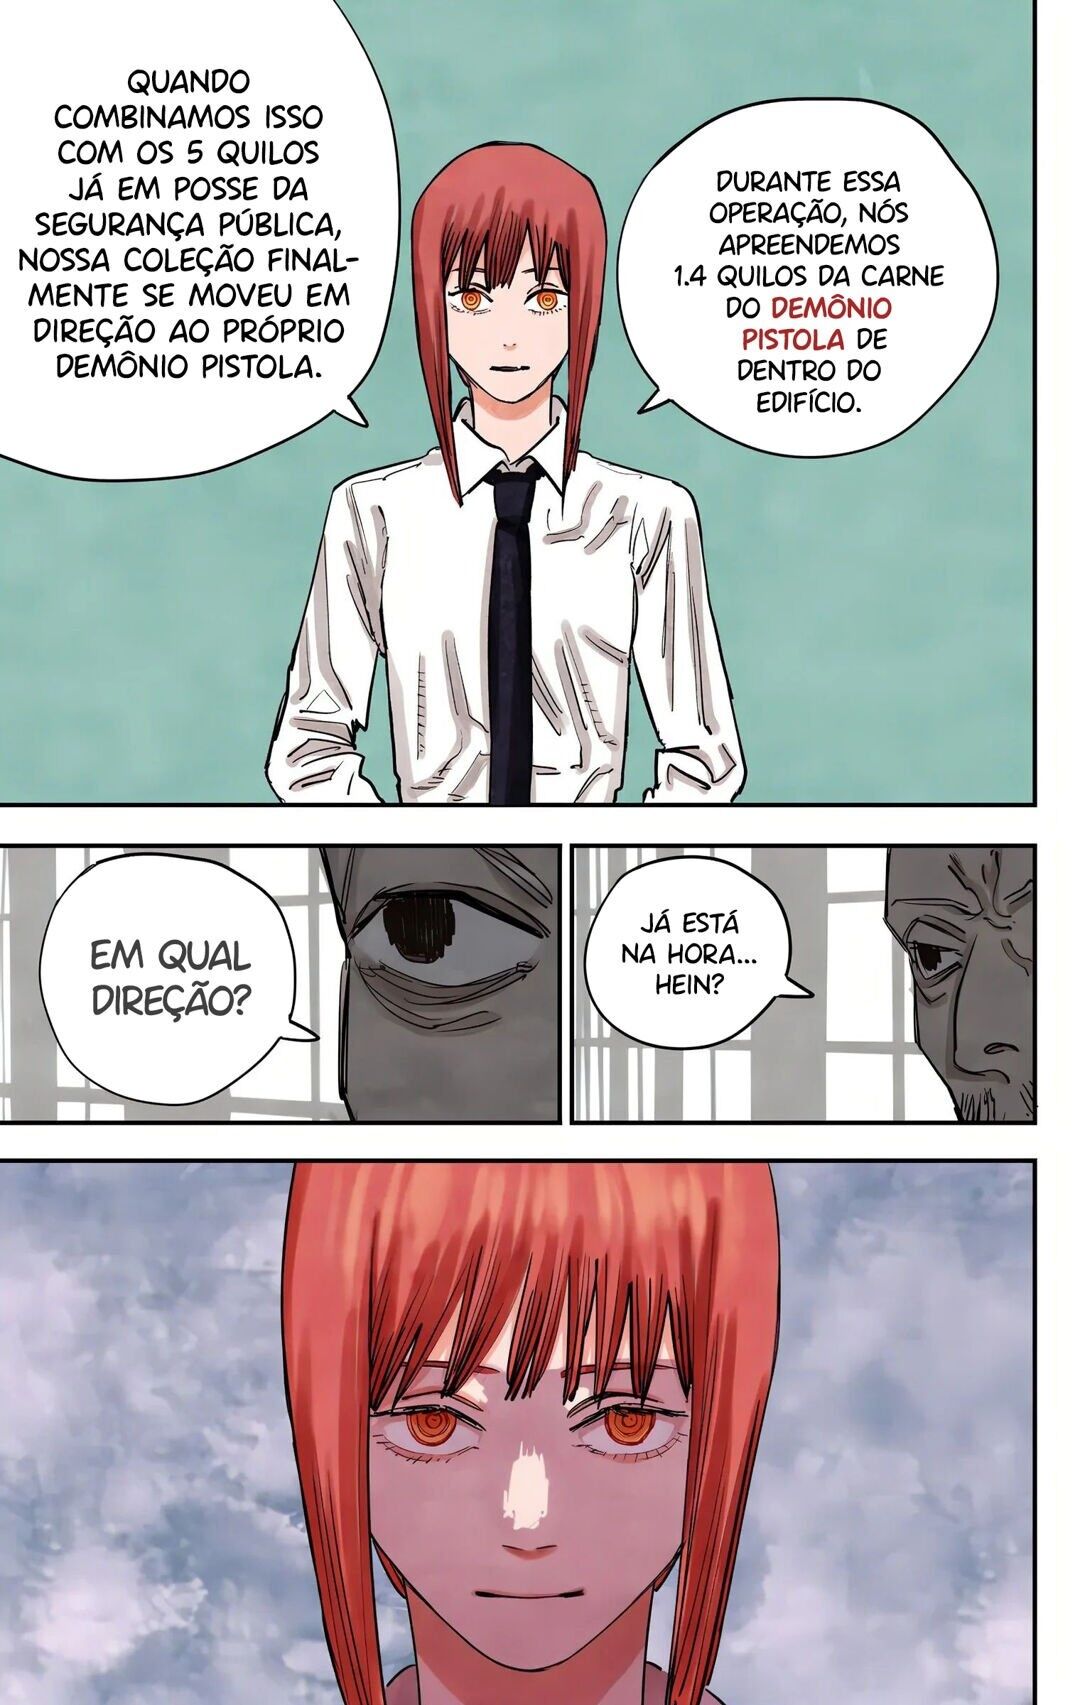 DURANTE ESSA
OPERAÇÃO, NÓS
APREENDEMOS
1.4 QUILOS DA CARNE
DO DEMÔNIO
PISTOLA DE
DENTRO DO
EDIFÍCIO.
QUANDO
COMBINAMOS ISSO
COM OS 5 QUILOS
JÁ EM POSSE DA
SEGURANÇA PÚBLICA,
NOSSA COLEÇÃO FINAL-
MENTE SE MOVEU EM
DIREÇÃO AO PRÓPRIO
DEMÔNIO PISTOLA.
JÁ ESTÁ
NA HORA...
HEIN?
EM QUAL
DIREÇÃO?